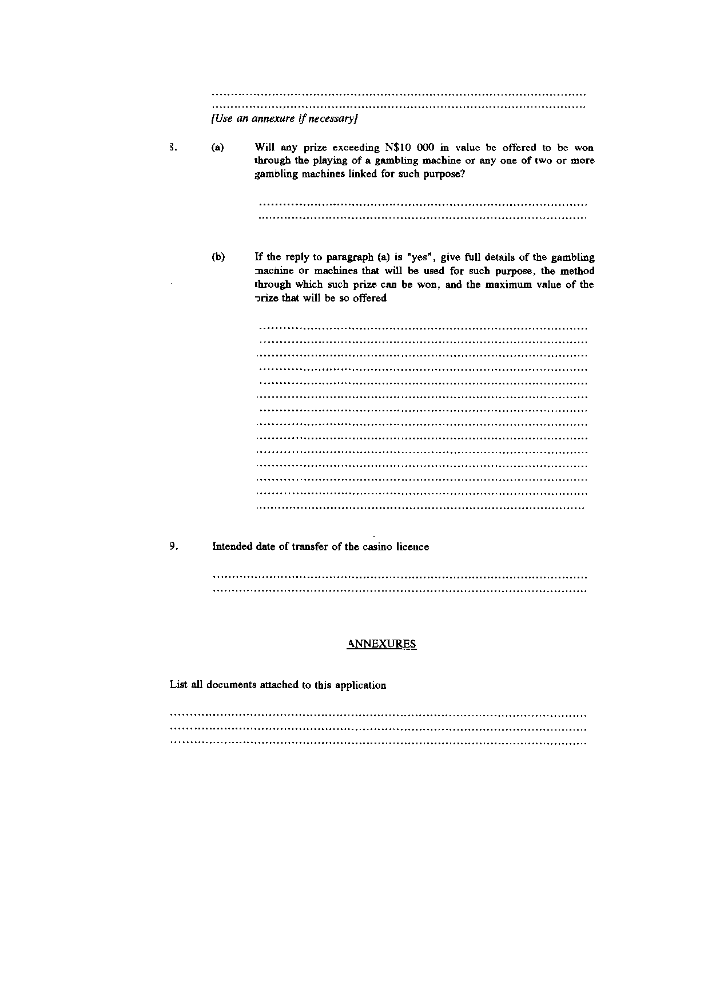 ................................................................................
................................................................................
[Use an annexure if necessary]
8. (a) Will any prize exceeding N$10 000 in value be offered to be won
through the playing of a gambling machine or any one of two or more
gambling machines linked for such purpose?
................................................................................
................................................................................
(b) If the reply to paragraph (a) is "yes", give full details of the gambling
machine or machines that will be used for such purpose, the method
through which such prize can be won, and the maximum value of the
prize that will be so offered
................................................................................
................................................................................
................................................................................
................................................................................
................................................................................
................................................................................
................................................................................
................................................................................
................................................................................
................................................................................
................................................................................
................................................................................
................................................................................
................................................................................
9. Intended date of transfer of the casino licence
................................................................................
................................................................................
ANNEXURES
List all documents attached to this application
................................................................................
................................................................................
................................................................................